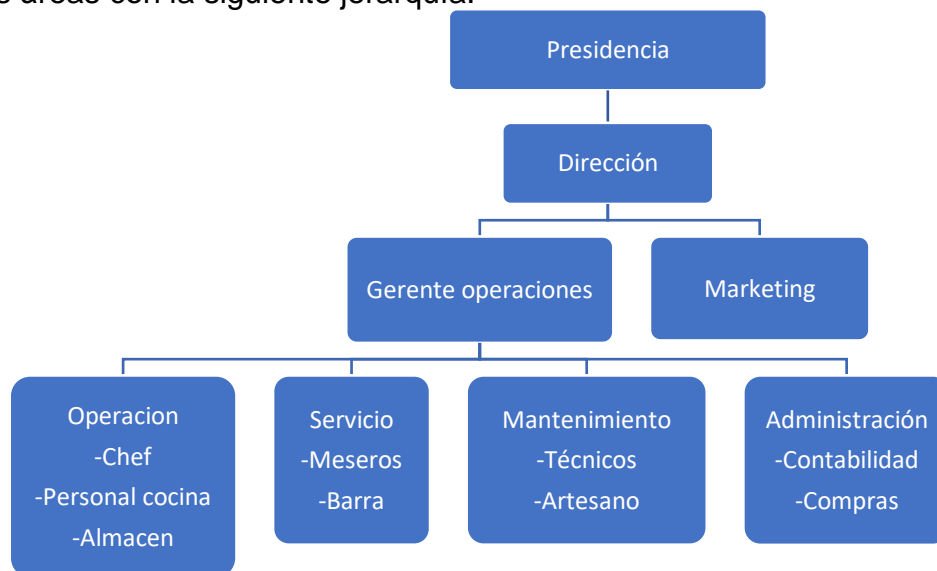 s áreas con la siguiente jerarquía:
Presidencia
Dirección
Gerente operaciones
Marketing
Operacion
-Chef
-Personal cocina
-Almacen
Servicio
-Meseros
-Barra
Mantenimiento
-Técnicos
-Artesano
Administración
-Contabilidad
-Compras